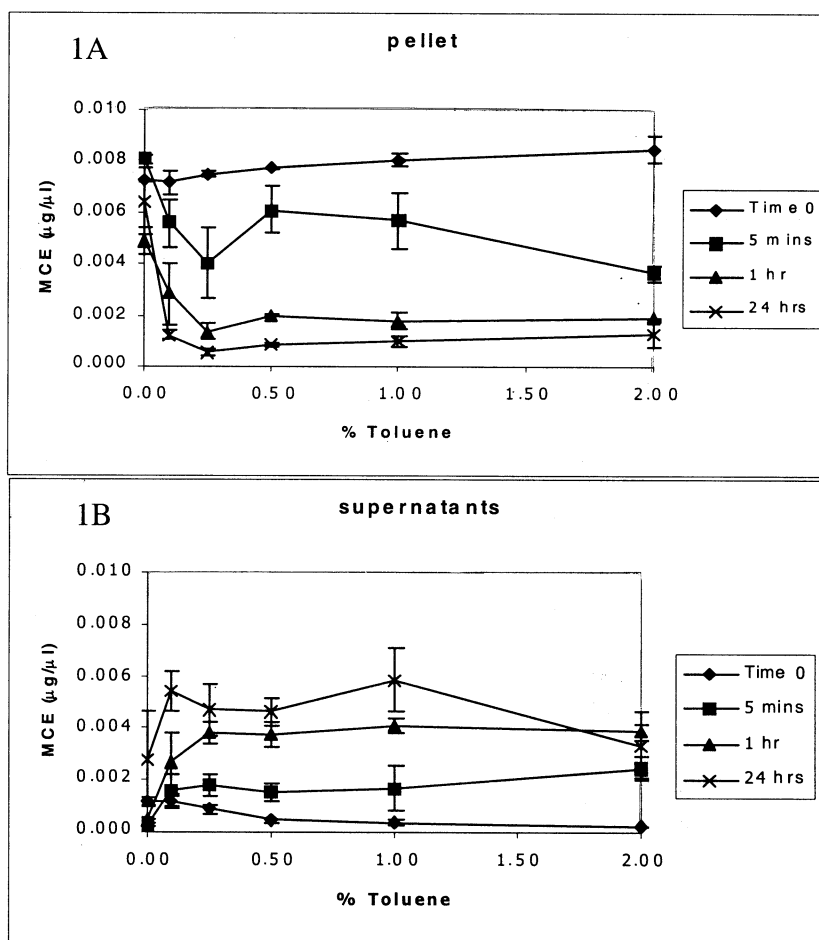 1A
pellet
0.010
0.008
0.006
0.004
0.002
0.000
MCE (µg/µl)
0.00 0.50 1.00 1.50 2.00
% Toluene
Time 0
5 mins
1 hr
24 hrs
1B
supernatants
0.010
0.008
0.006
0.004
0.002
0.000
MCE (µg/µl)
0.00 0.50 1.00 1.50 2.00
% Toluene
Time 0
5 mins
1 hr
24 hrs